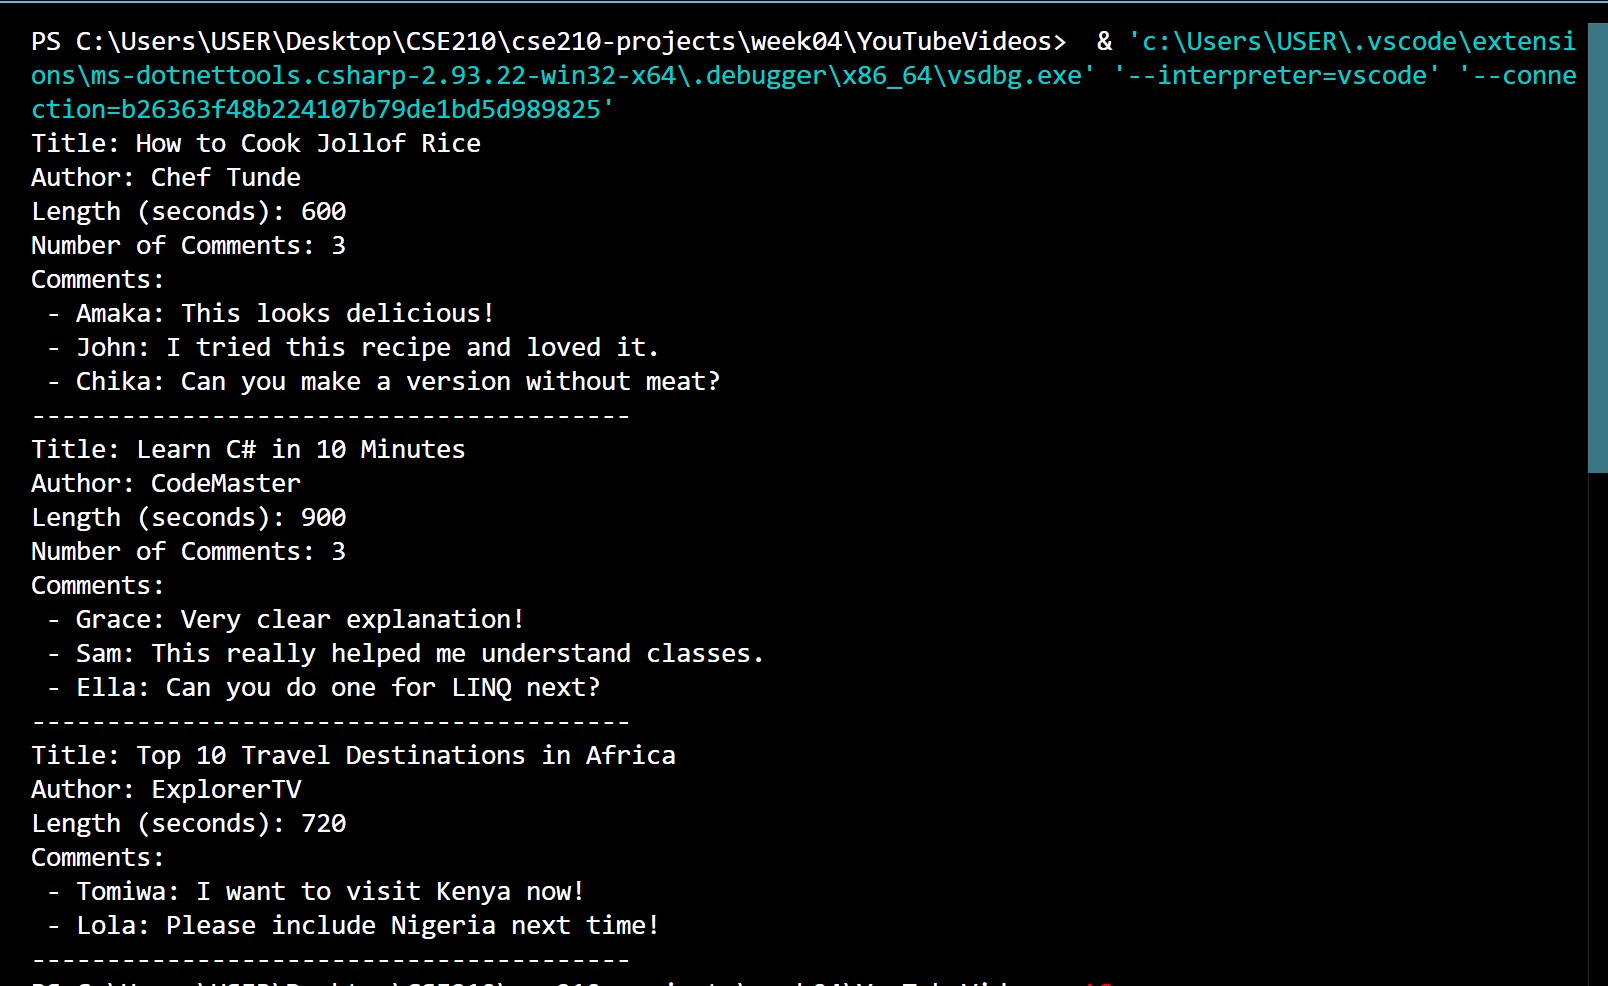 PS C:\Users\USER\Desktop\CSE210\cse210-projects\week04\YouTubeVideos>  & 'c:\Users\USER\.vscode\extensi
ons\ms-dotnettools.csharp-2.93.22-win32-x64\.debugger\x86_64\vsdbg.exe' '--interpreter=vscode' '--conne
ction=b26363f48b224107b79de1bd5d989825'
Title: How to Cook Jollof Rice
Author: Chef Tunde
Length (seconds): 600
Number of Comments: 3
Comments:
 - Amaka: This looks delicious!
 - John: I tried this recipe and loved it.
 - Chika: Can you make a version without meat?
----------------------------------------
Title: Learn C# in 10 Minutes
Author: CodeMaster
Length (seconds): 900
Number of Comments: 3
Comments:
 - Grace: Very clear explanation!
 - Sam: This really helped me understand classes.
 - Ella: Can you do one for LINQ next?
----------------------------------------
Title: Top 10 Travel Destinations in Africa
Author: ExplorerTV
Length (seconds): 720
Comments:
 - Tomiwa: I want to visit Kenya now!
 - Lola: Please include Nigeria next time!
----------------------------------------